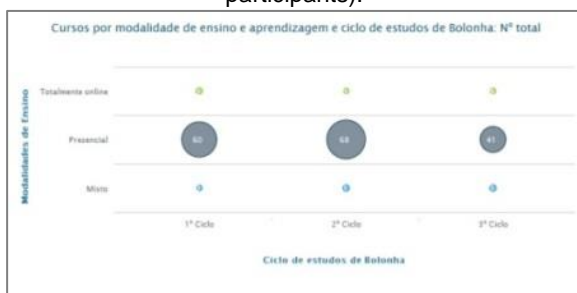 participante).
Cursos por modalidade de ensino e aprendizagem e ciclo de estudos de Bolonha: Nº total
Modalidades de Ensino
Totalmente online
Presencial
60
68
41
Misto
1º Ciclo
2º Ciclo
3º Ciclo
Ciclo de estudos de Bolonha